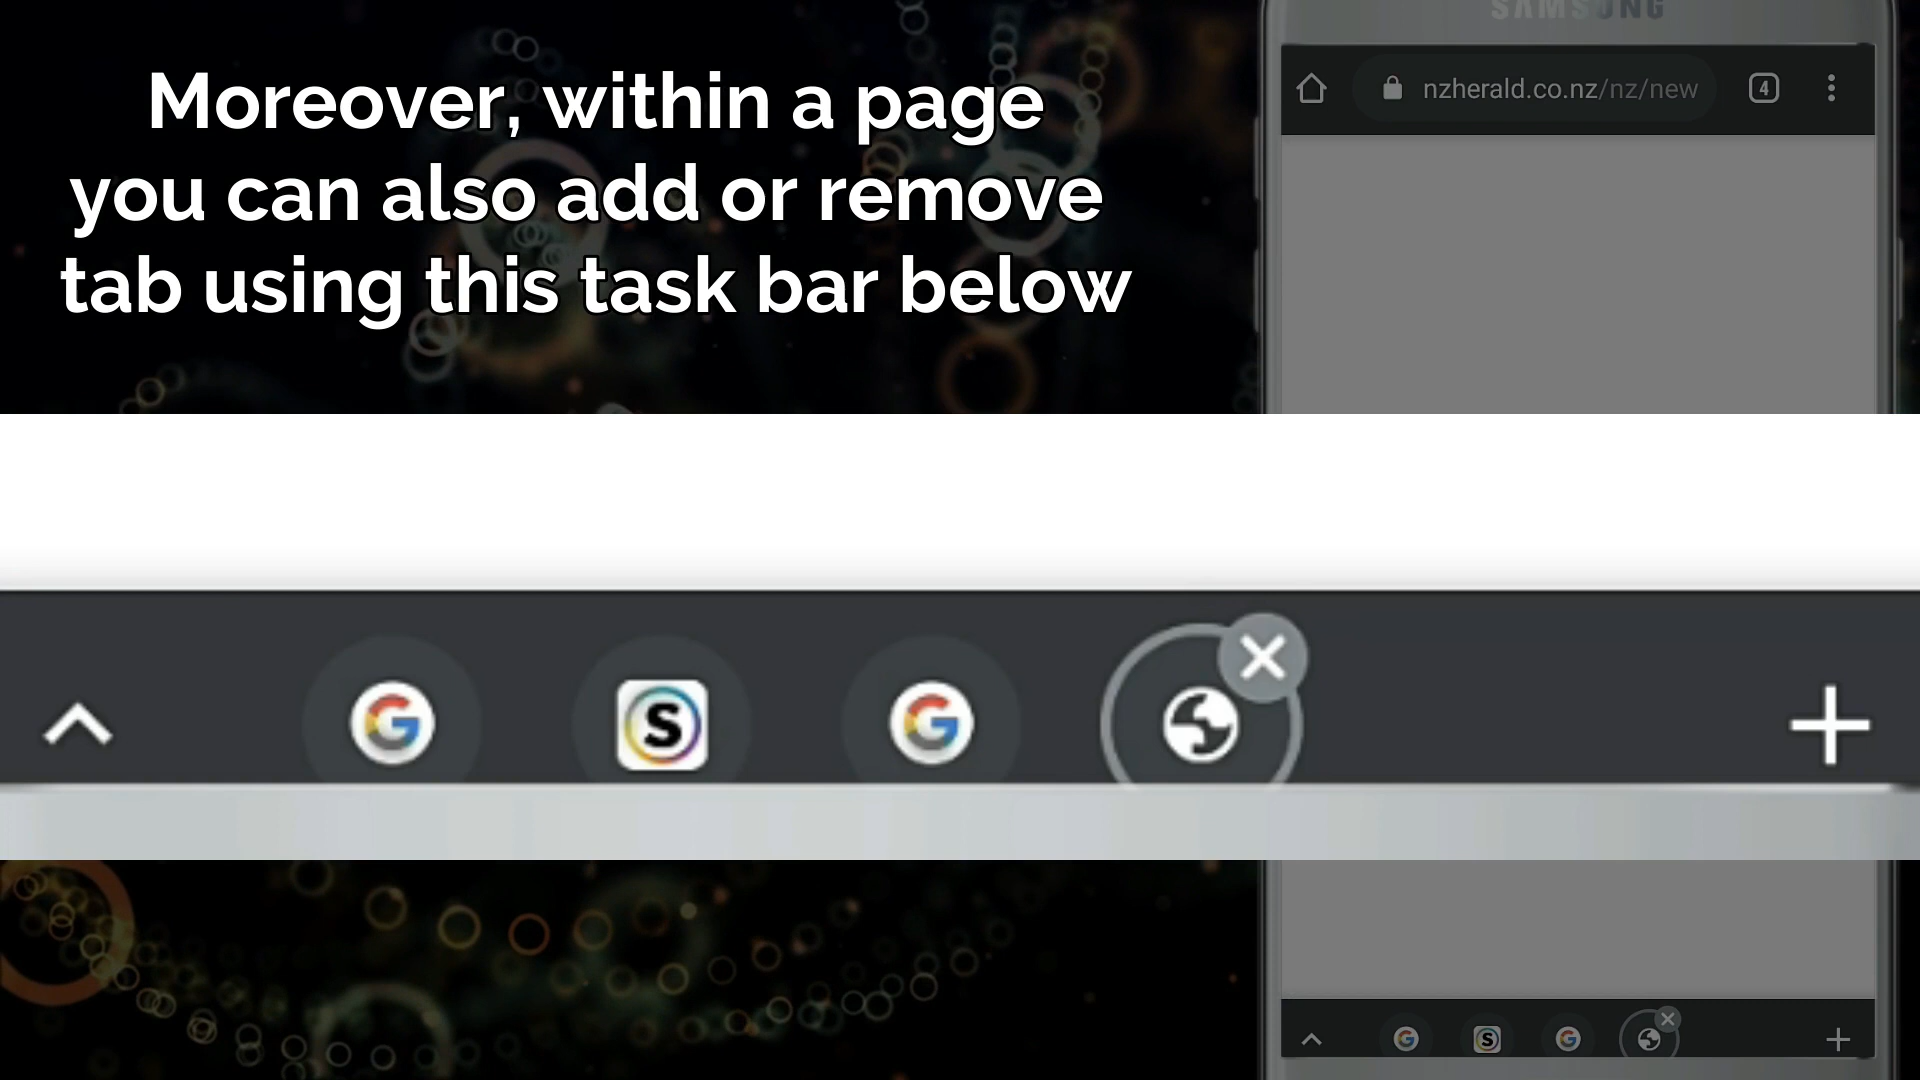 Moreover, within a page
you can also add or remove
tab using this task bar below
SAMSUNG
nzherald.co.nz/nz/new
4
G
S
G
G
S
G